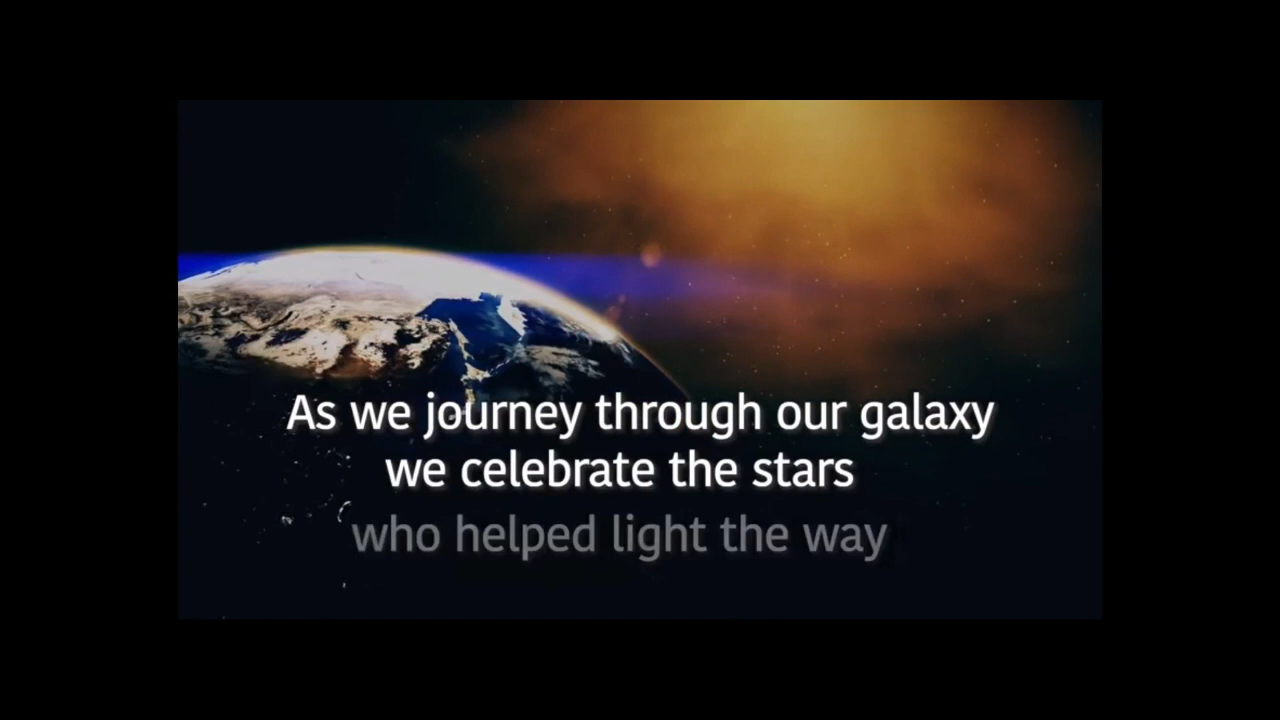 As we journey through our galaxy
we celebrate the stars
who helped light the way